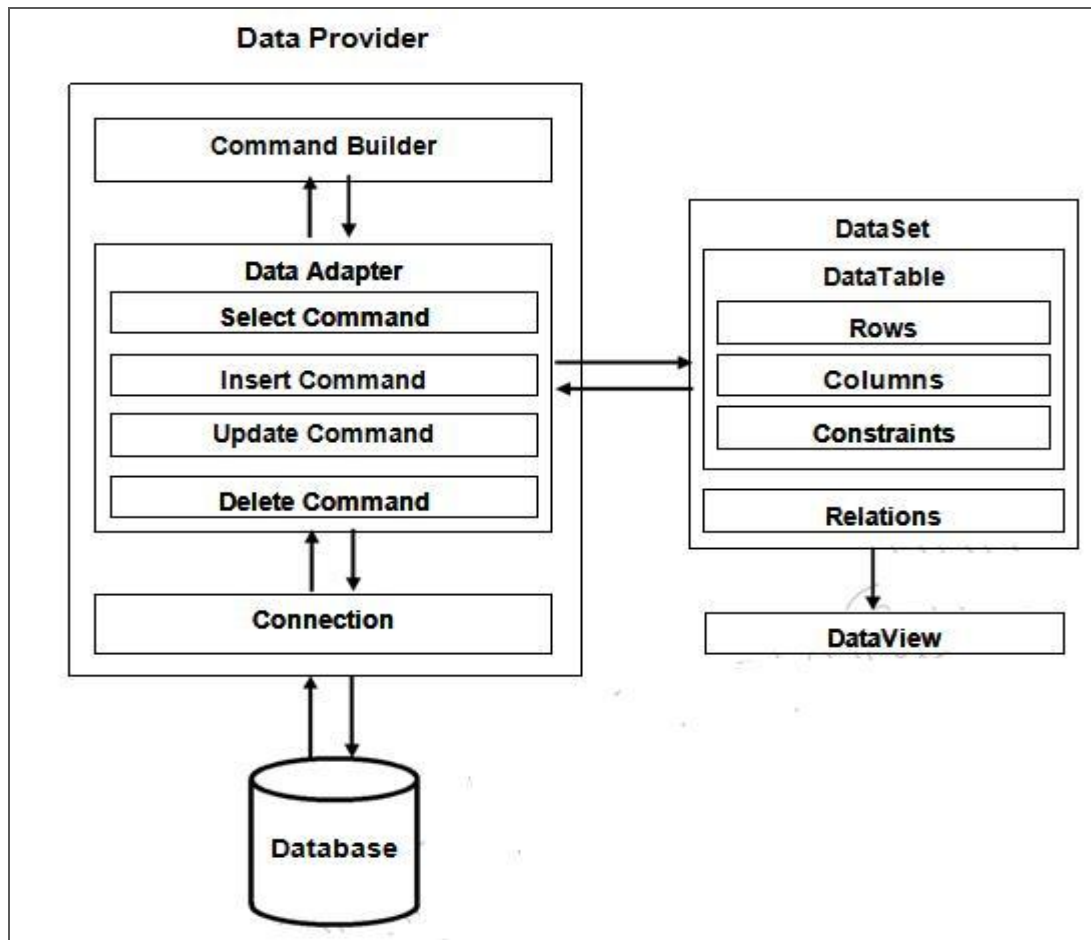 Data Provider
Command Builder
Data Adapter
Select Command
Insert Command
Update Command
Delete Command
Connection
Database
DataSet
DataTable
Rows
Columns
Constraints
Relations
DataView